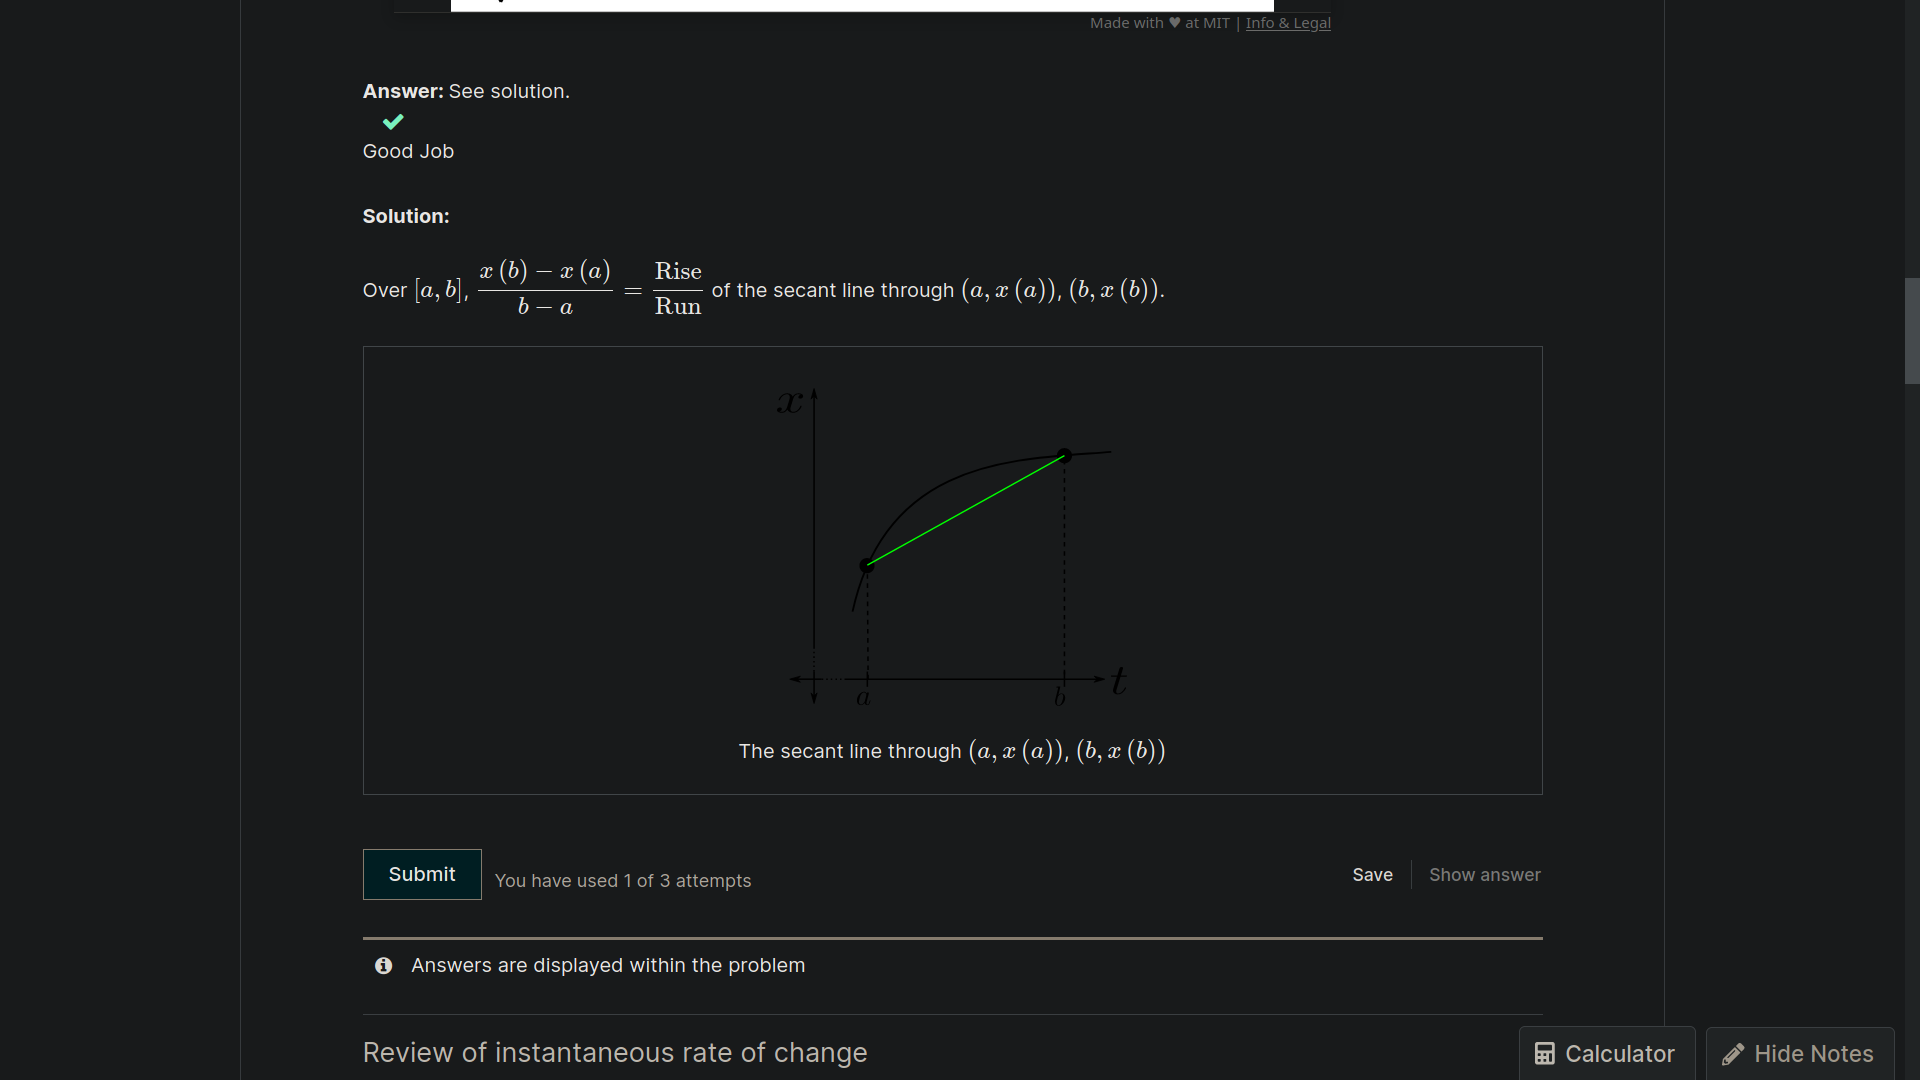 Made with ♥ at MIT | Info & Legal
Answer: See solution.
Good Job
Solution:
Over [a, b], \frac{x(b) − x(a)}{b − a} = \frac{Rise}{Run} of the secant line through (a, x(a)), (b, x(b)).
x
t
a
b
The secant line through (a, x(a)), (b, x(b))
Submit
You have used 1 of 3 attempts
Save
Show answer
Answers are displayed within the problem
Review of instantaneous rate of change
Calculator
Hide Notes